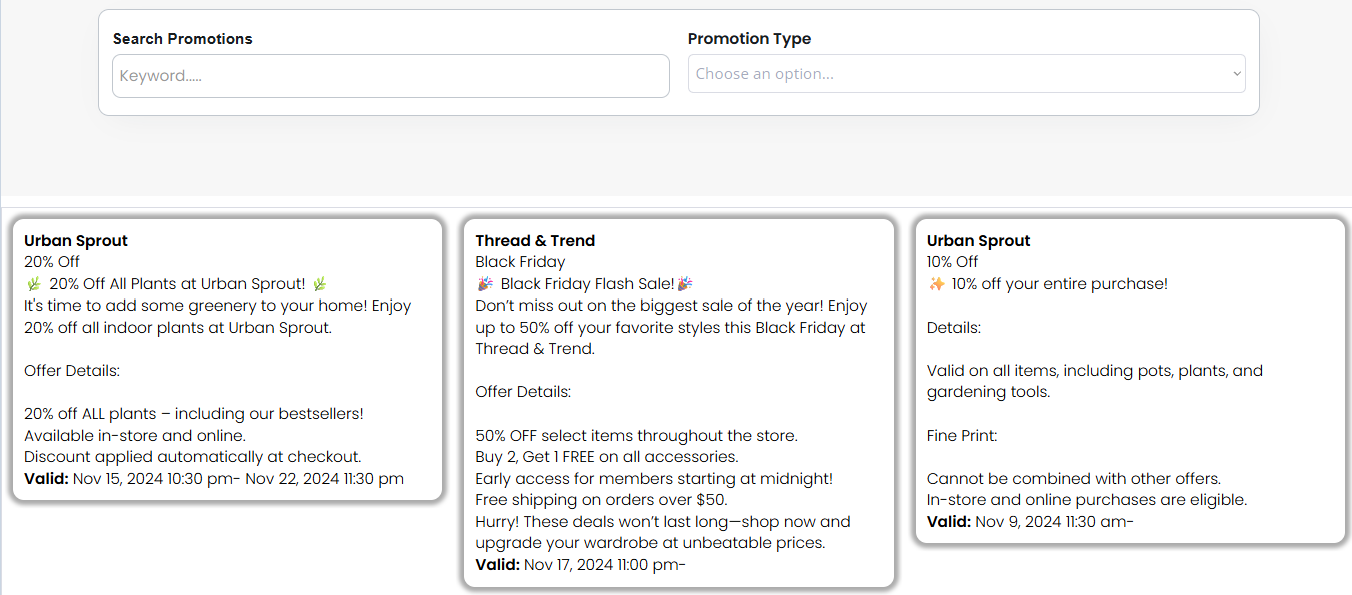 Search Promotions
Keyword.....
Promotion Type
Choose an option...
Urban Sprout
20% Off
🌿 20% Off All Plants at Urban Sprout! 🌿
It's time to add some greenery to your home! Enjoy
20% off all indoor plants at Urban Sprout.
Offer Details:
20% off ALL plants – including our bestsellers!
Available in-store and online.
Discount applied automatically at checkout.
Valid: Nov 15, 2024 10:30 pm- Nov 22, 2024 11:30 pm
Thread & Trend
Black Friday
🎉 Black Friday Flash Sale!🎉
Don’t miss out on the biggest sale of the year! Enjoy
up to 50% off your favorite styles this Black Friday at
Thread & Trend.
Offer Details:
50% OFF select items throughout the store.
Buy 2, Get 1 FREE on all accessories.
Early access for members starting at midnight!
Free shipping on orders over $50.
Hurry! These deals won’t last long—shop now and
upgrade your wardrobe at unbeatable prices.
Valid: Nov 17, 2024 11:00 pm-
Urban Sprout
10% Off
✨ 10% off your entire purchase!
Details:
Valid on all items, including pots, plants, and
gardening tools.
Fine Print:
Cannot be combined with other offers.
In-store and online purchases are eligible.
Valid: Nov 9, 2024 11:30 am-